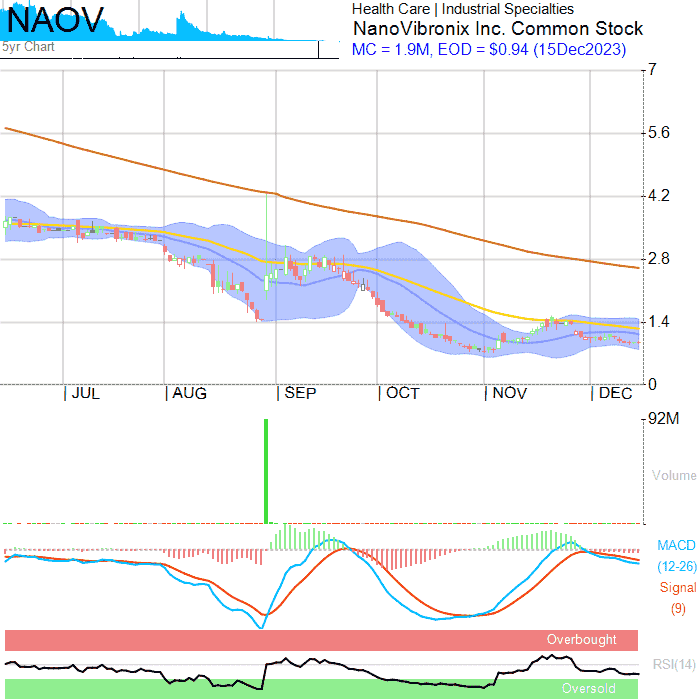 NAOV
5yr Chart
Health Care | Industrial Specialties
NanoVibronix Inc. Common Stock
MC = 1.9M, EOD = $0.94 (15Dec2023)
7
5.6
4.2
2.8
1.4
0
JUL
AUG
SEP
OCT
NOV
DEC
92M
Volume
MACD
(12-26)
Signal
(9)
Overbought
RSI(14)
Oversold